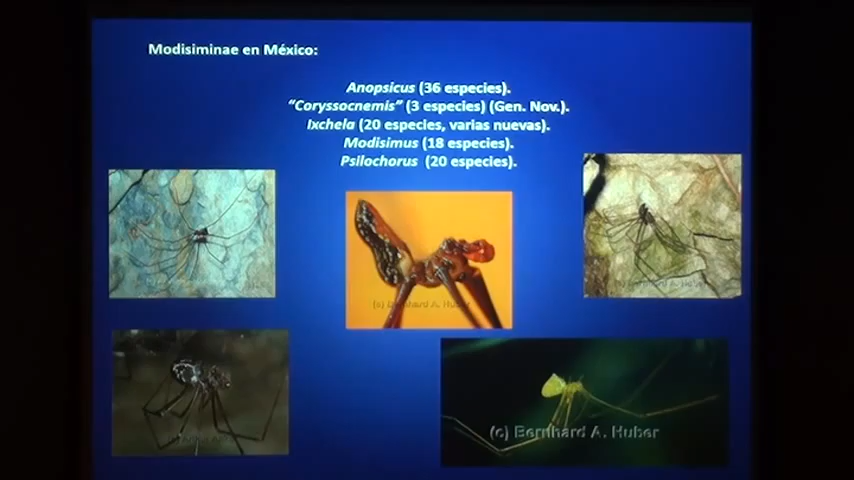 Modisiminae en México:
Anopsicus (36 especies).
“Coryssocnemis” (3 especies) (Gen. Nov.).
Ixchela (20 especies, varias nuevas).
Modisimus (18 especies).
Psilochorus (20 especies).
(c) Bernhard A. Huber
(c) Bernhard A. Huber